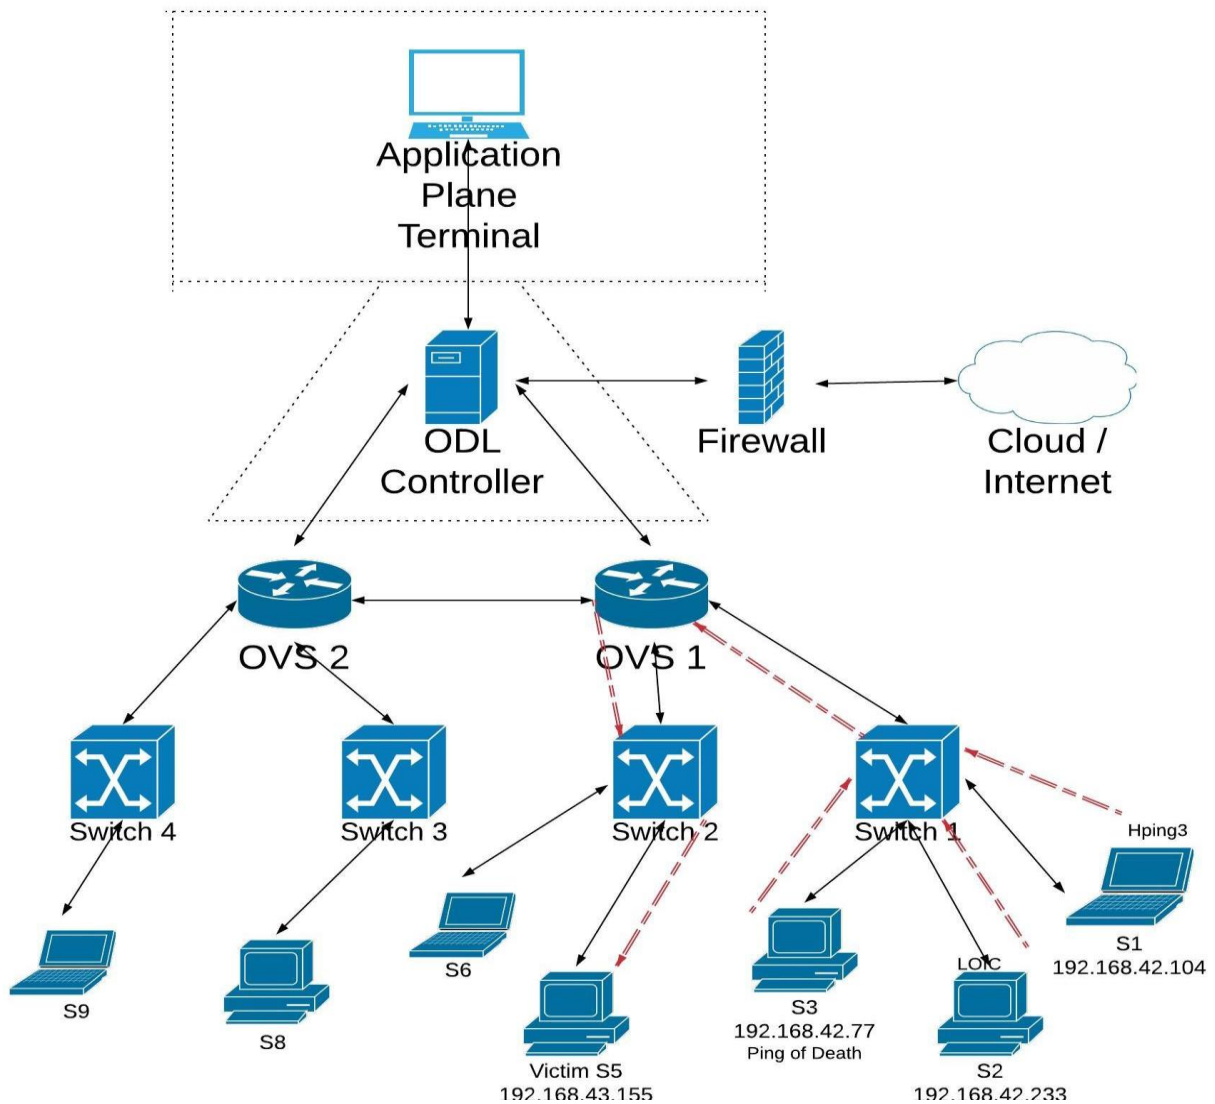 Application
Plane
Terminal
ODL
Controller
Firewall
Cloud /
Internet
OVS 2
OVS 1
Switch 4
Switch 3
Switch 2
Switch 1
Hping3
S1
192.168.42.104
S6
LOIC
S9
S3
192.168.42.77
Ping of Death
S8
Victim S5
192.168.43.155
S2
192.168.42.233